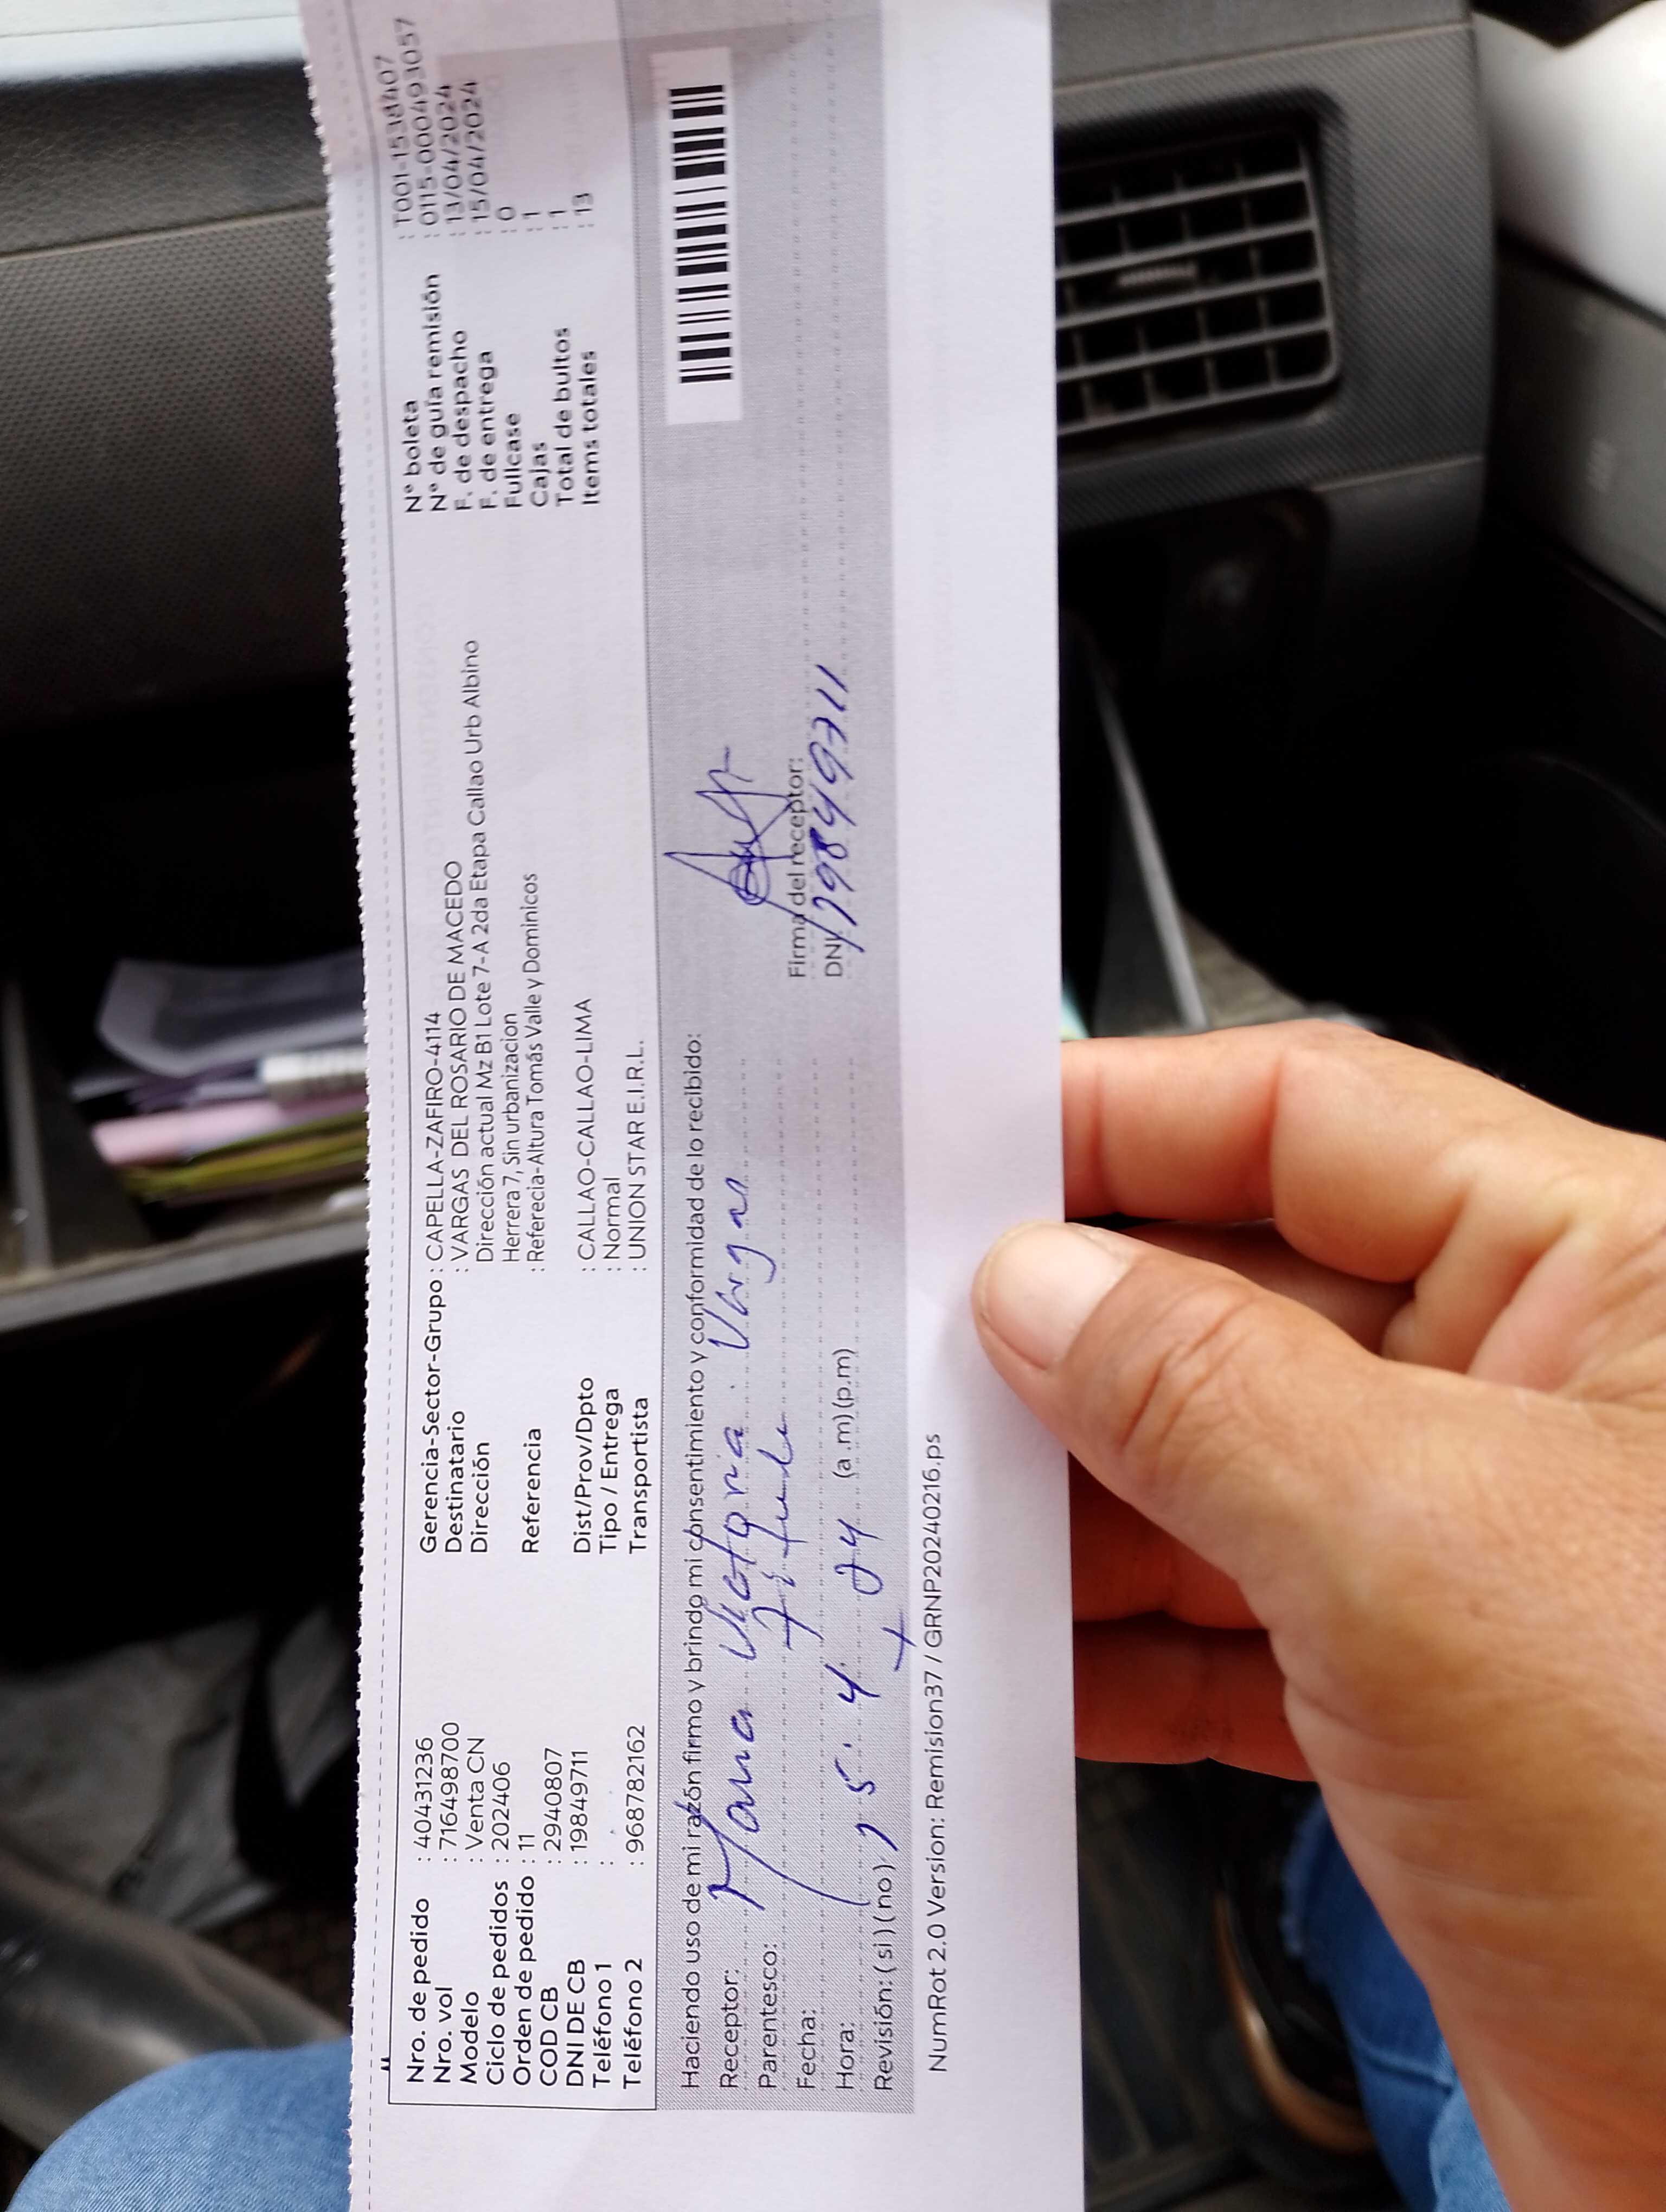 Nro. de pedido : 40431236
Nro. vol : 716498700
Modelo : Venta CN
Ciclo de pedidos : 202406
Orden de pedido : 11
COD CB : 2940807
DNI DE CB : 19849711
Teléfono 1 :
Teléfono 2 : 968782162
Gerencia-Sector-Grupo : CAPELLA-ZAFIRO-4114
Destinatario : VARGAS DEL ROSARIO DE MACEDO
Dirección Dirección actual Mz B1 Lote 7-A 2da Etapa Callao Urb Albino
Herrera 7, Sin urbanizacion
Referencia : Referecia-Altura Tomás Valle y Dominicos
Dist/Prov/Dpto : CALLAO-CALLAO-LIMA
Tipo / Entrega : Normal
Transportista : UNION STAR E.I.R.L.
N° boleta : T001-1538407
N° de guía remisión : 0115-000493057
F. de despacho : 13/04/2024
F. de entrega : 15/04/2024
Fullcase : 0
Cajas : 1
Total de bultos : 1
Items totales : 13
Haciendo uso de mi razón firmo y brindo mi consentimiento y conformidad de lo recibido:
Receptor: Maria Victoria Vargas
Parentesco: Titular
Fecha:
Hora: 15. 4. 24 (a.m)(p.m)
Revisión: (si) (no)
Firma del receptor:
DNI: 19849711
NumRot 2.0 Version: Remision37 / GRNP20240216.ps